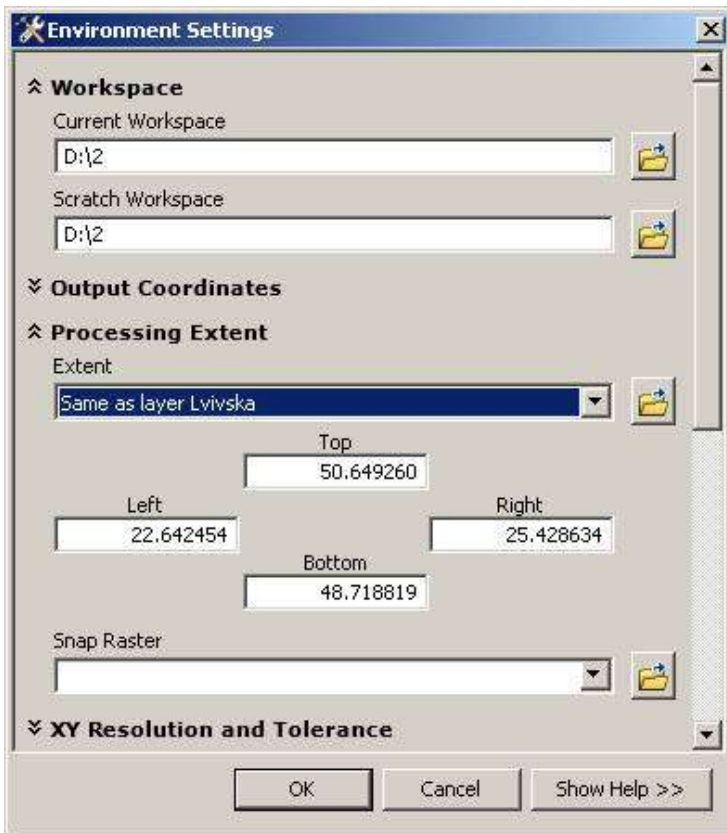 Environment Settings
Workspace
Current Workspace
D:\2
Scratch Workspace
D:\2
Output Coordinates
Processing Extent
Extent
Same as layer Lvivska
Top
50.649260
Left
Right
22.642454
25.428634
Bottom
48.718819
Snap Raster
XY Resolution and Tolerance
OK
Cancel
Show Help >>